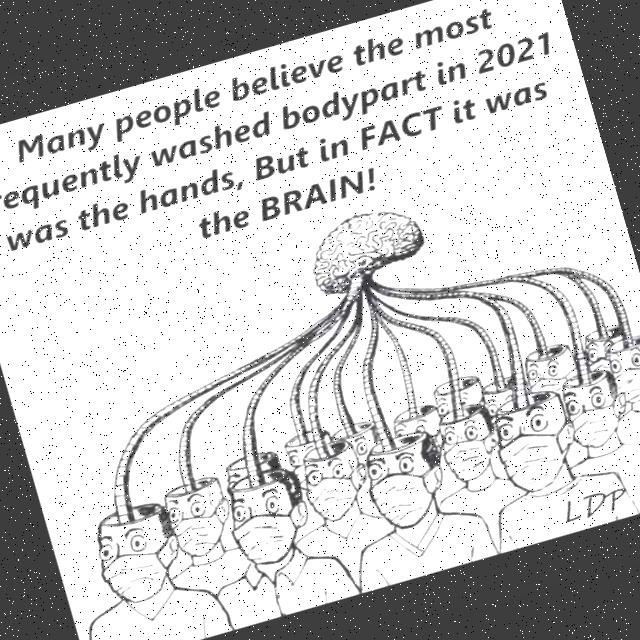 Many people believe the most
requently washed bodypart in 2021
was the hands, But in FACT it was
the BRAIN!
LDP